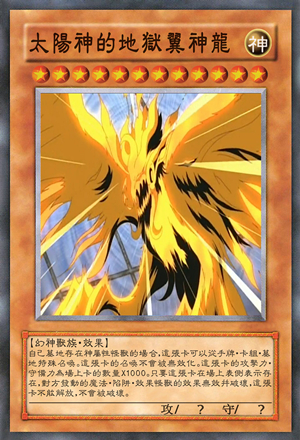 太陽神的地獄翼神龍
神
【幻神獸族・效果】
自己墓地存在神屬性怪獸的場合，這張卡可以從手牌・卡組・墓
地特殊召喚。這張卡的召喚不會被無效化。這張卡的攻擊力・
守備力為場上卡的數量X1000。只要這張卡在場上表側表示存
在，對方發動的魔法・陷阱・效果怪獸的效果無效并破壞。這張
卡不能解放，不會被破壞。
攻/ ? 守/ ?